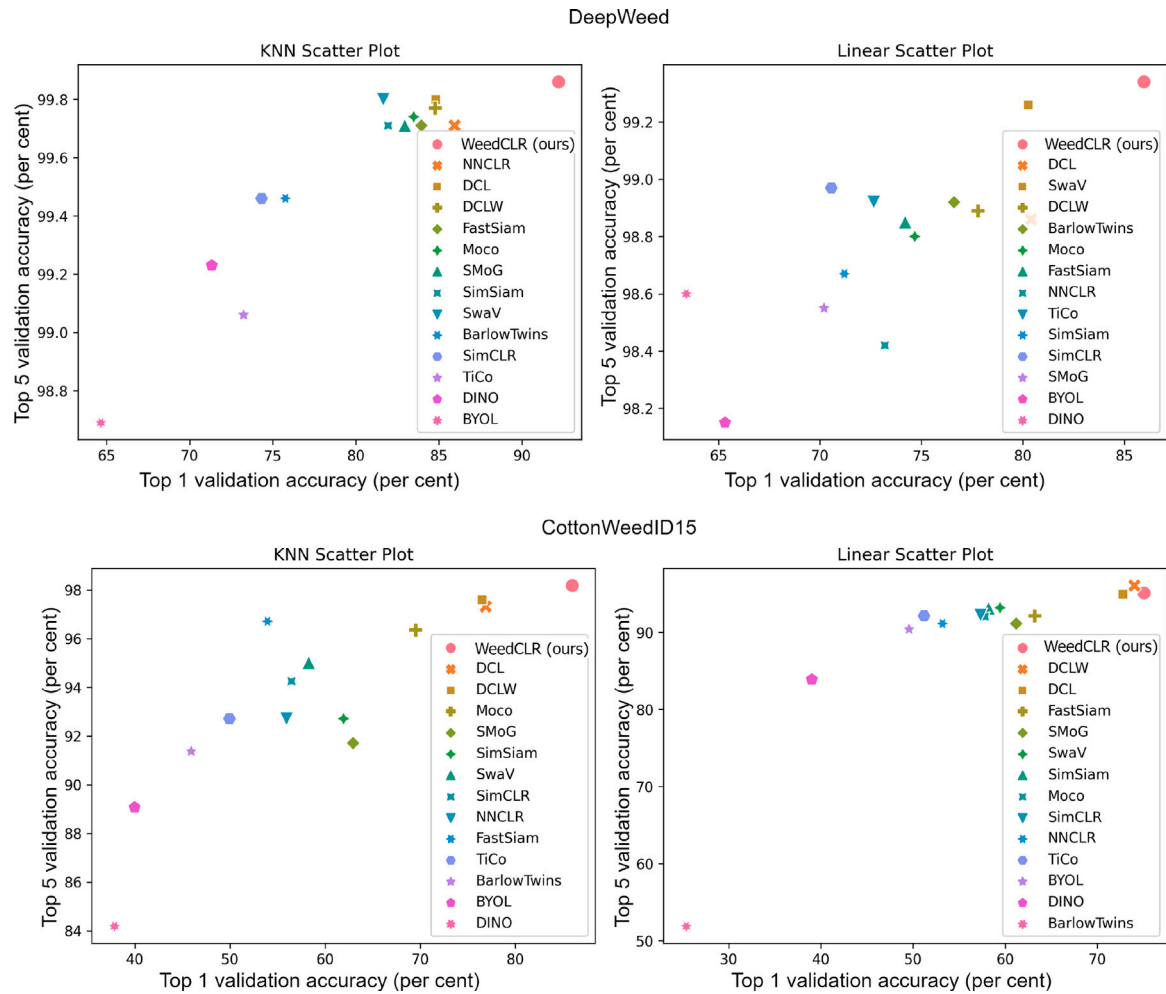 DeepWeed
KNN Scatter Plot
Top 5 validation accuracy (per cent)
99.8
99.6
99.4
99.2
99.0
98.8
65
70
75
80
85
90
Top 1 validation accuracy (per cent)
WeedCLR (ours)
NNCLR
DCL
DCLW
FastSiam
Moco
SMoG
SimSiam
SwaV
BarlowTwins
SimCLR
TiCo
DINO
BYOL
Linear Scatter Plot
Top 5 validation accuracy (per cent)
99.2
99.0
98.8
98.6
98.4
98.2
65
70
75
80
85
Top 1 validation accuracy (per cent)
WeedCLR (ours)
DCL
SwaV
DCLW
BarlowTwins
Moco
FastSiam
NNCLR
TiCo
SimSiam
SimCLR
SMoG
BYOL
DINO
CottonWeedID15
KNN Scatter Plot
Top 5 validation accuracy (per cent)
98
96
94
92
90
88
86
84
40
50
60
70
80
Top 1 validation accuracy (per cent)
WeedCLR (ours)
DCL
DCLW
Moco
SMoG
SimSiam
SwaV
SimCLR
NNCLR
FastSiam
TiCo
BarlowTwins
BYOL
DINO
Linear Scatter Plot
Top 5 validation accuracy (per cent)
90
80
70
60
50
30
40
50
60
70
Top 1 validation accuracy (per cent)
WeedCLR (ours)
DCLW
DCL
FastSiam
SMoG
SwaV
SimSiam
Moco
SimCLR
NNCLR
TiCo
BYOL
DINO
BarlowTwins